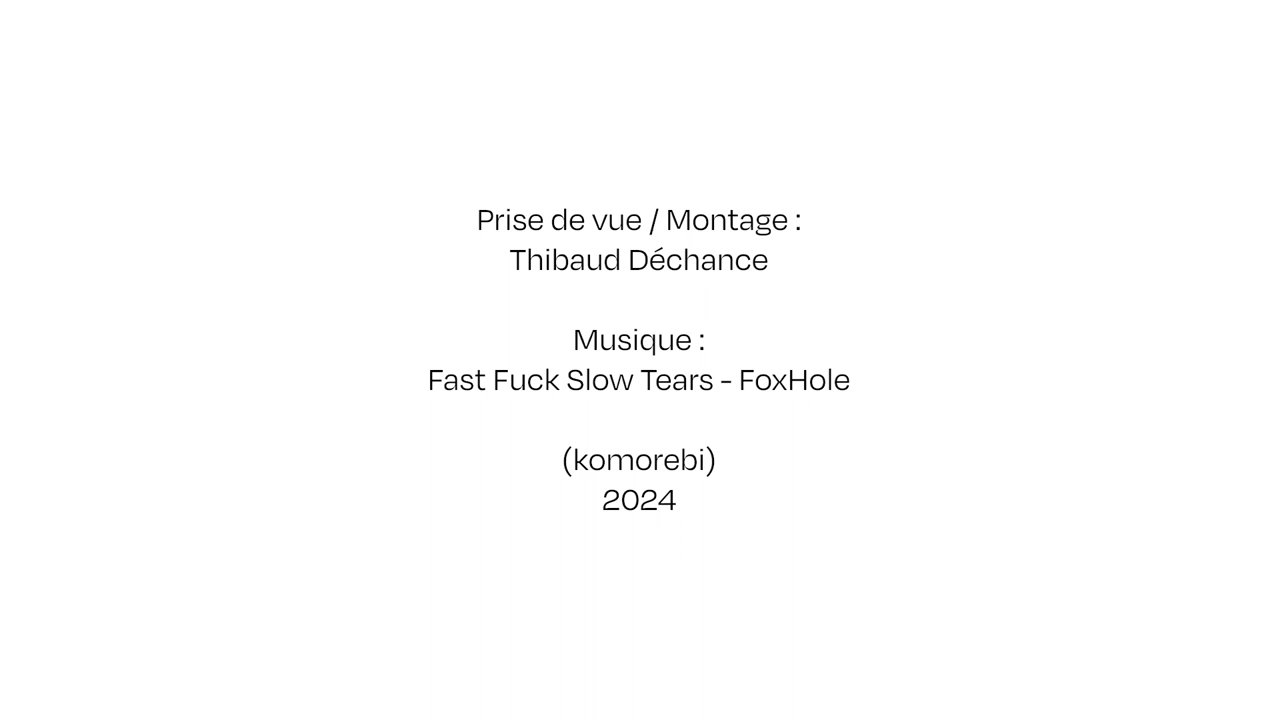 Prise de vue / Montage :
Thibaud Déchance
Musique :
Fast Fuck Slow Tears - FoxHole
(komorebi)
2024